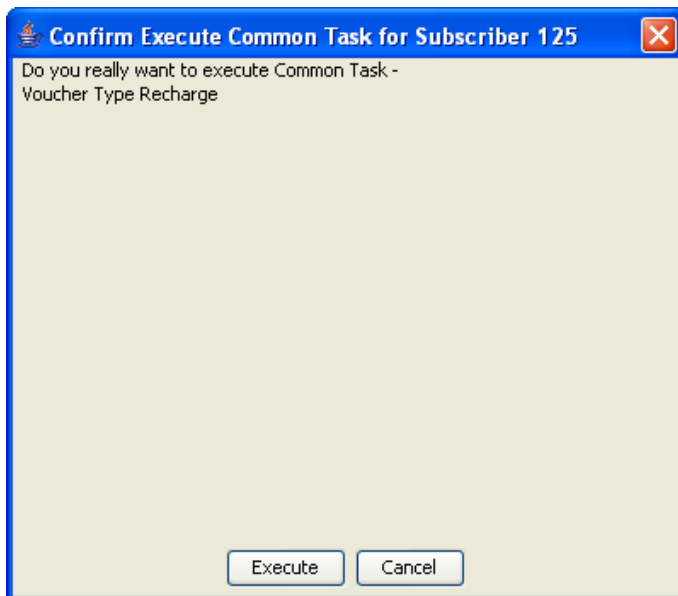 Confirm Execute Common Task for Subscriber 125
Do you really want to execute Common Task -
Voucher Type Recharge
Execute
Cancel